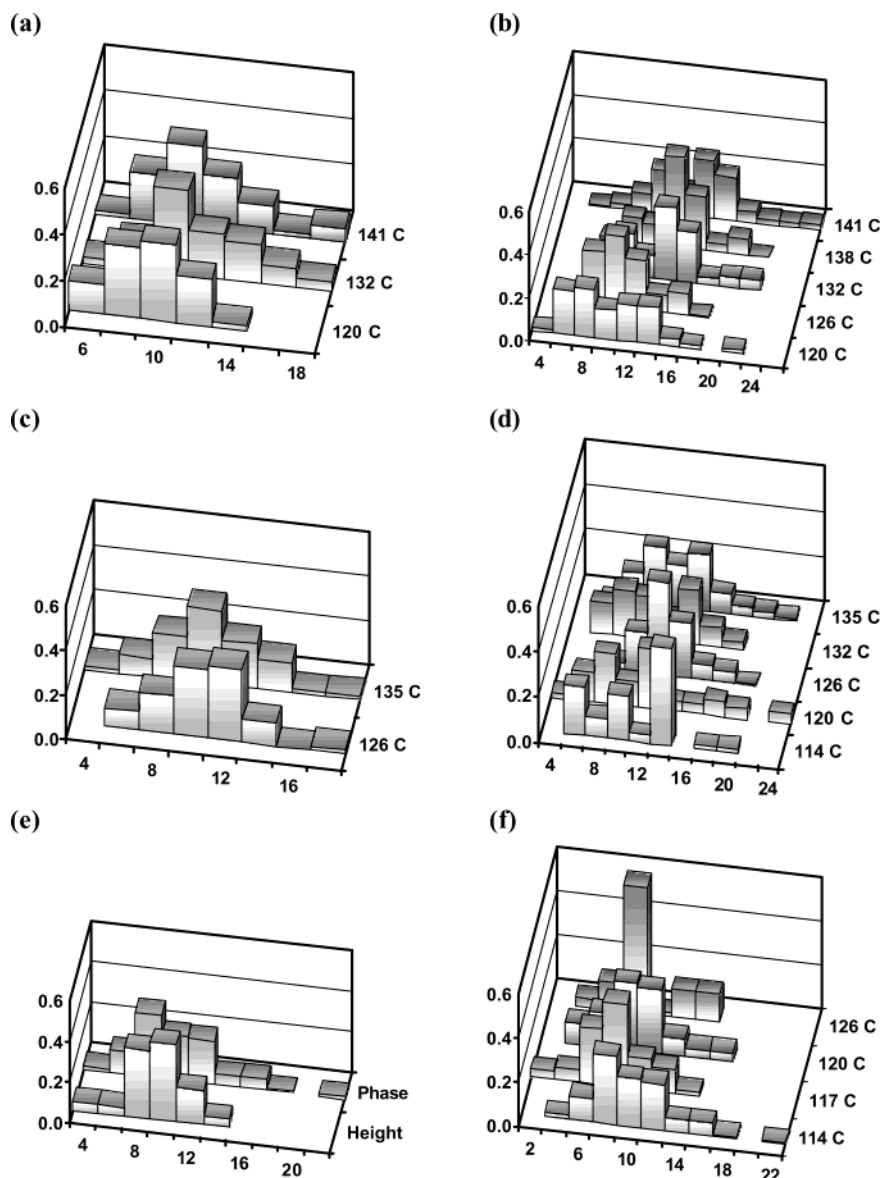 (a)
0.6
0.4
0.2
0.0
6 10 14 18
141 C
132 C
120 C
(b)
0.6
0.4
0.2
0.0
4 8 12 16 20 24
141 C
138 C
132 C
126 C
120 C
(c)
0.6
0.4
0.2
0.0
4 8 12 16
135 C
126 C
(d)
0.6
0.4
0.2
0.0
4 8 12 16 20 24
135 C
132 C
126 C
120 C
114 C
(e)
0.6
0.4
0.2
0.0
4 8 12 16 20
Phase
Height
(f)
0.6
0.4
0.2
0.0
2 6 10 14 18 22
126 C
120 C
117 C
114 C